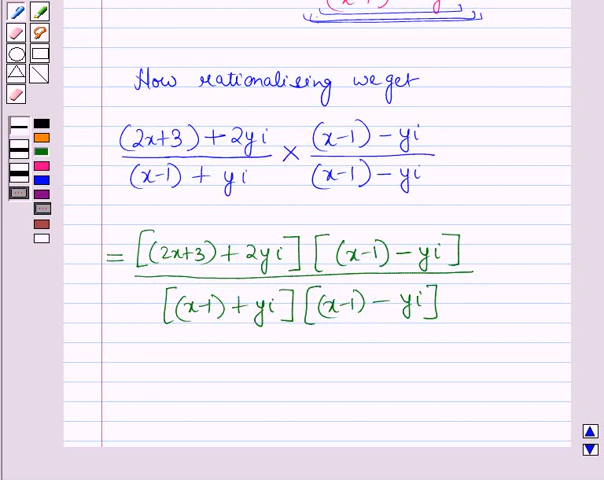 Now rationalising we get
(2x+3)+2yi / (x-1)+yi × (x-1)-yi / (x-1)-yi
= [(2x+3)+2yi][(x-1)-yi] / [(x-1)+yi][(x-1)-yi]